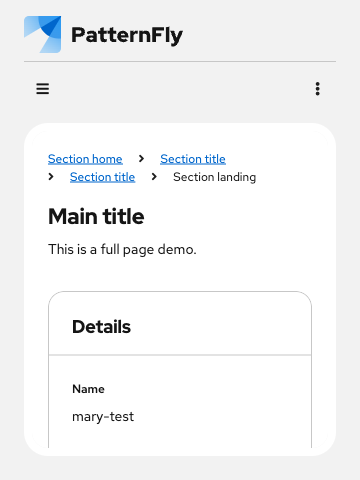 PatternFly
Section home > Section title
> Section title > Section landing
Main title
This is a full page demo.
Details
Name
mary-test